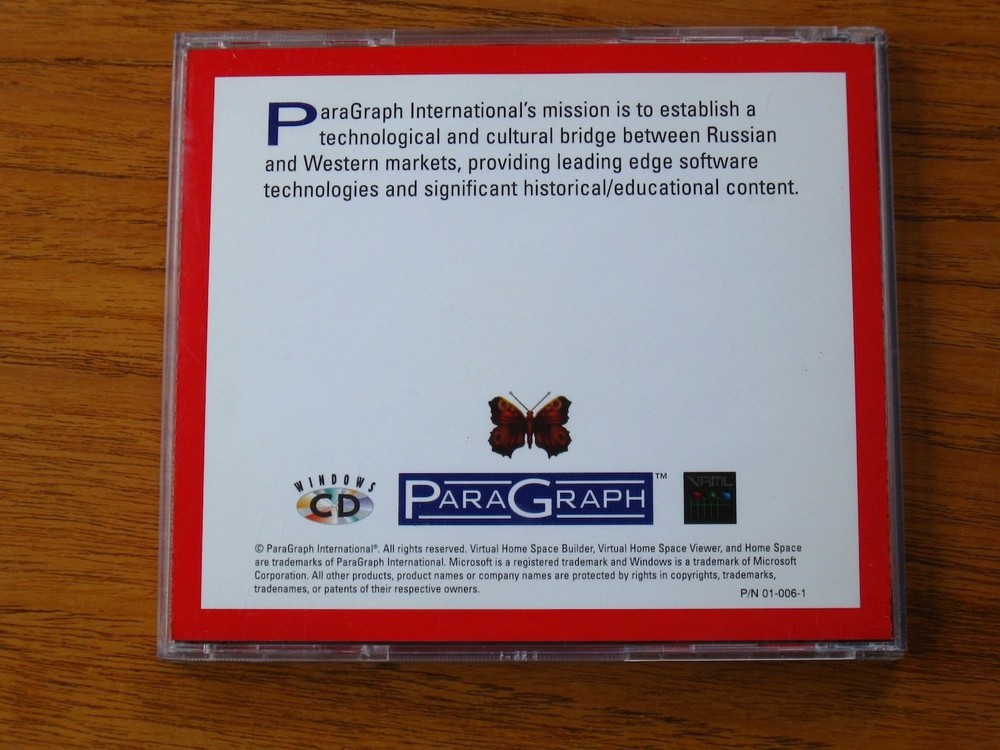 ParaGraph International's mission is to establish a
technological and cultural bridge between Russian
and Western markets, providing leading edge software
technologies and significant historical/educational content.
WINDOWS
CD
PARAGRAPH™
VRML
© ParaGraph International®. All rights reserved. Virtual Home Space Builder, Virtual Home Space Viewer, and Home Space
are trademarks of ParaGraph International. Microsoft is a registered trademark and Windows is a trademark of Microsoft
Corporation. All other products, product names or company names are protected by rights in copyrights, trademarks,
tradenames, or patents of their respective owners.
P/N 01-006-1